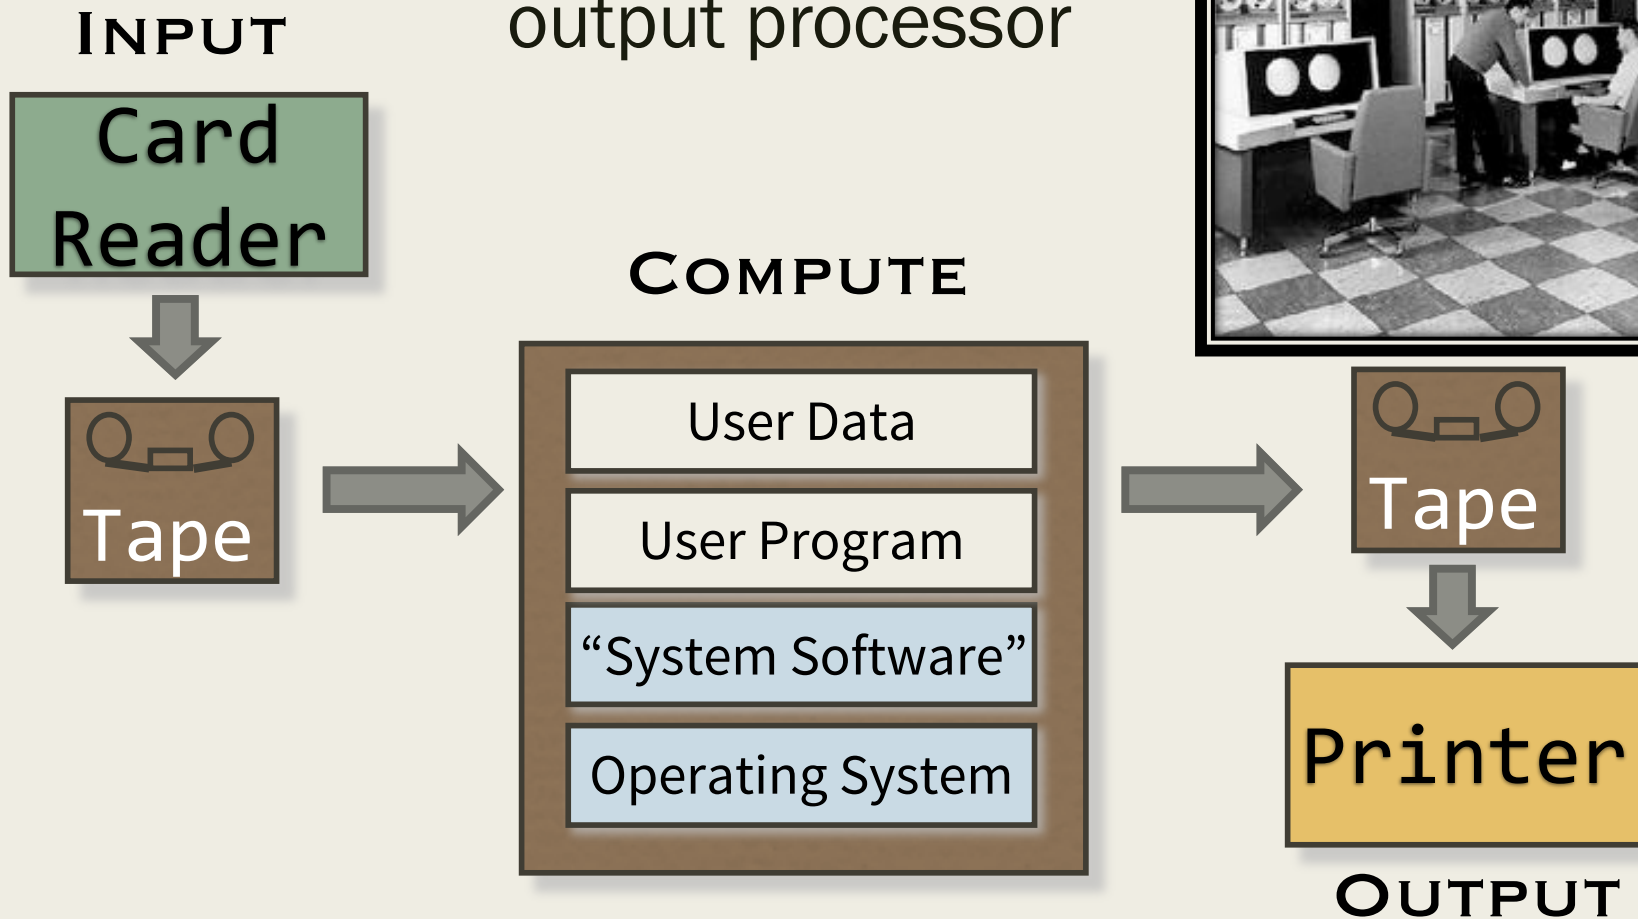 INPUT
output processor
Card
Reader
COMPUTE
Tape
User Data
User Program
“System Software”
Operating System
Tape
Printer
OUTPUT